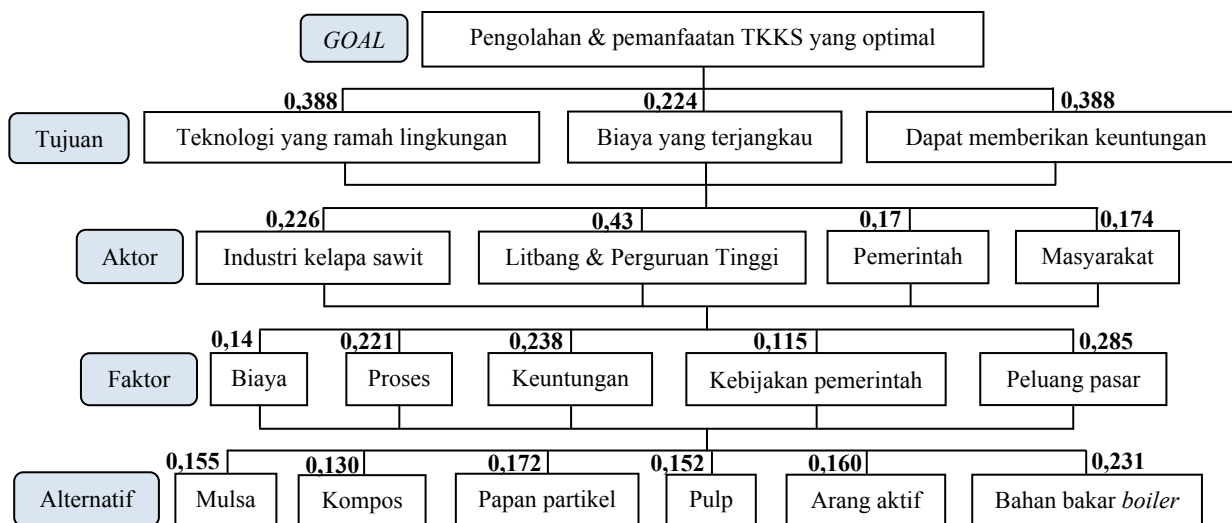 GOAL
Pengolahan & pemanfaatan TKKS yang optimal
0,388 0,224 0,388
Tujuan
Teknologi yang ramah lingkungan
Biaya yang terjangkau
Dapat memberikan keuntungan
0,226 0,43 0,17 0,174
Aktor
Industri kelapa sawit
Litbang & Perguruan Tinggi
Pemerintah
Masyarakat
0,14 0,221 0,238 0,115 0,285
Faktor
Biaya
Proses
Keuntungan
Kebijakan pemerintah
Peluang pasar
0,155 0,130 0,172 0,152 0,160 0,231
Alternatif
Mulsa
Kompos
Papan partikel
Pulp
Arang aktif
Bahan bakar boiler